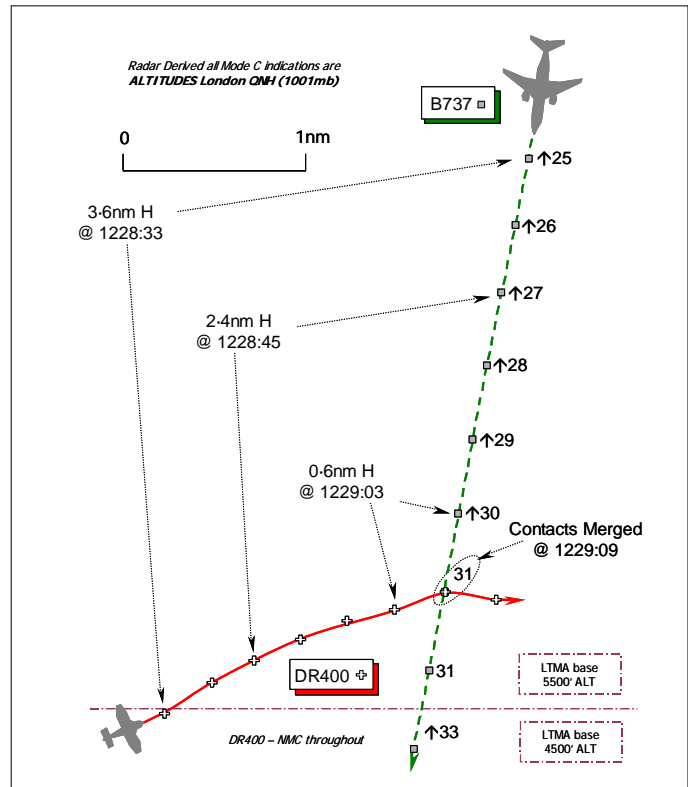 Radar Derived all Mode C indications are
ALTITUDES London QNH (1001mb)
B737
0 1nm
↑25
3·6nm H
@ 1228:33
↑26
↑27
2·4nm H
@ 1228:45
↑28
↑29
0·6nm H
@ 1229:03
↑30
Contacts Merged
@ 1229:09
31
DR400
31
LTMA base
5500' ALT
DR400 – NMC throughout
↑33
LTMA base
4500' ALT